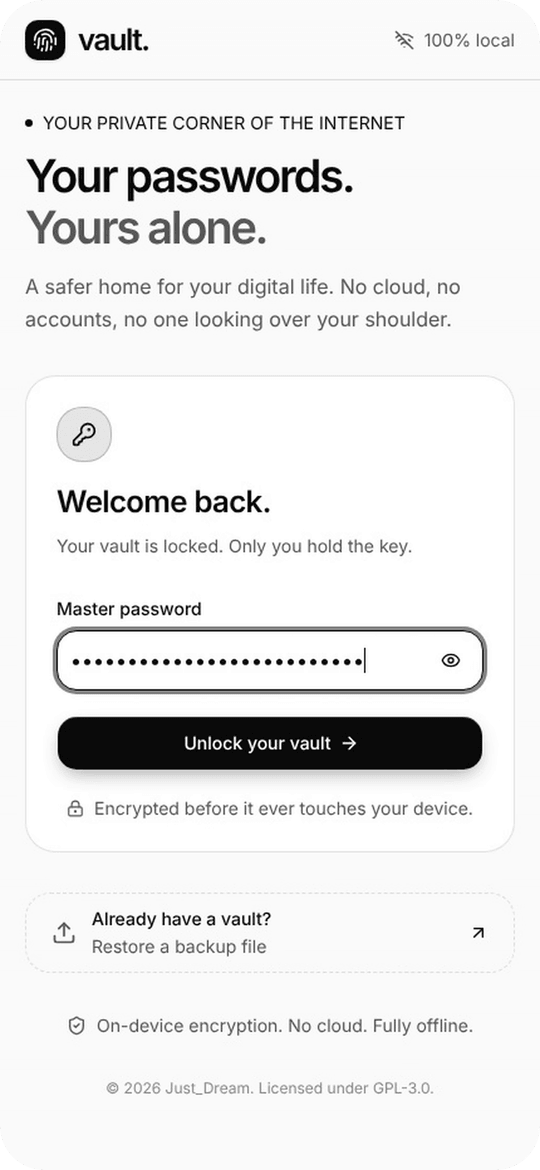 vault.
100% local
YOUR PRIVATE CORNER OF THE INTERNET
Your passwords.
Yours alone.
A safer home for your digital life. No cloud, no
accounts, no one looking over your shoulder.
Welcome back.
Your vault is locked. Only you hold the key.
Master password
••••••••••••••••••••••••••
Unlock your vault →
Encrypted before it ever touches your device.
Already have a vault?
Restore a backup file
On-device encryption. No cloud. Fully offline.
© 2026 Just_Dream. Licensed under GPL-3.0.